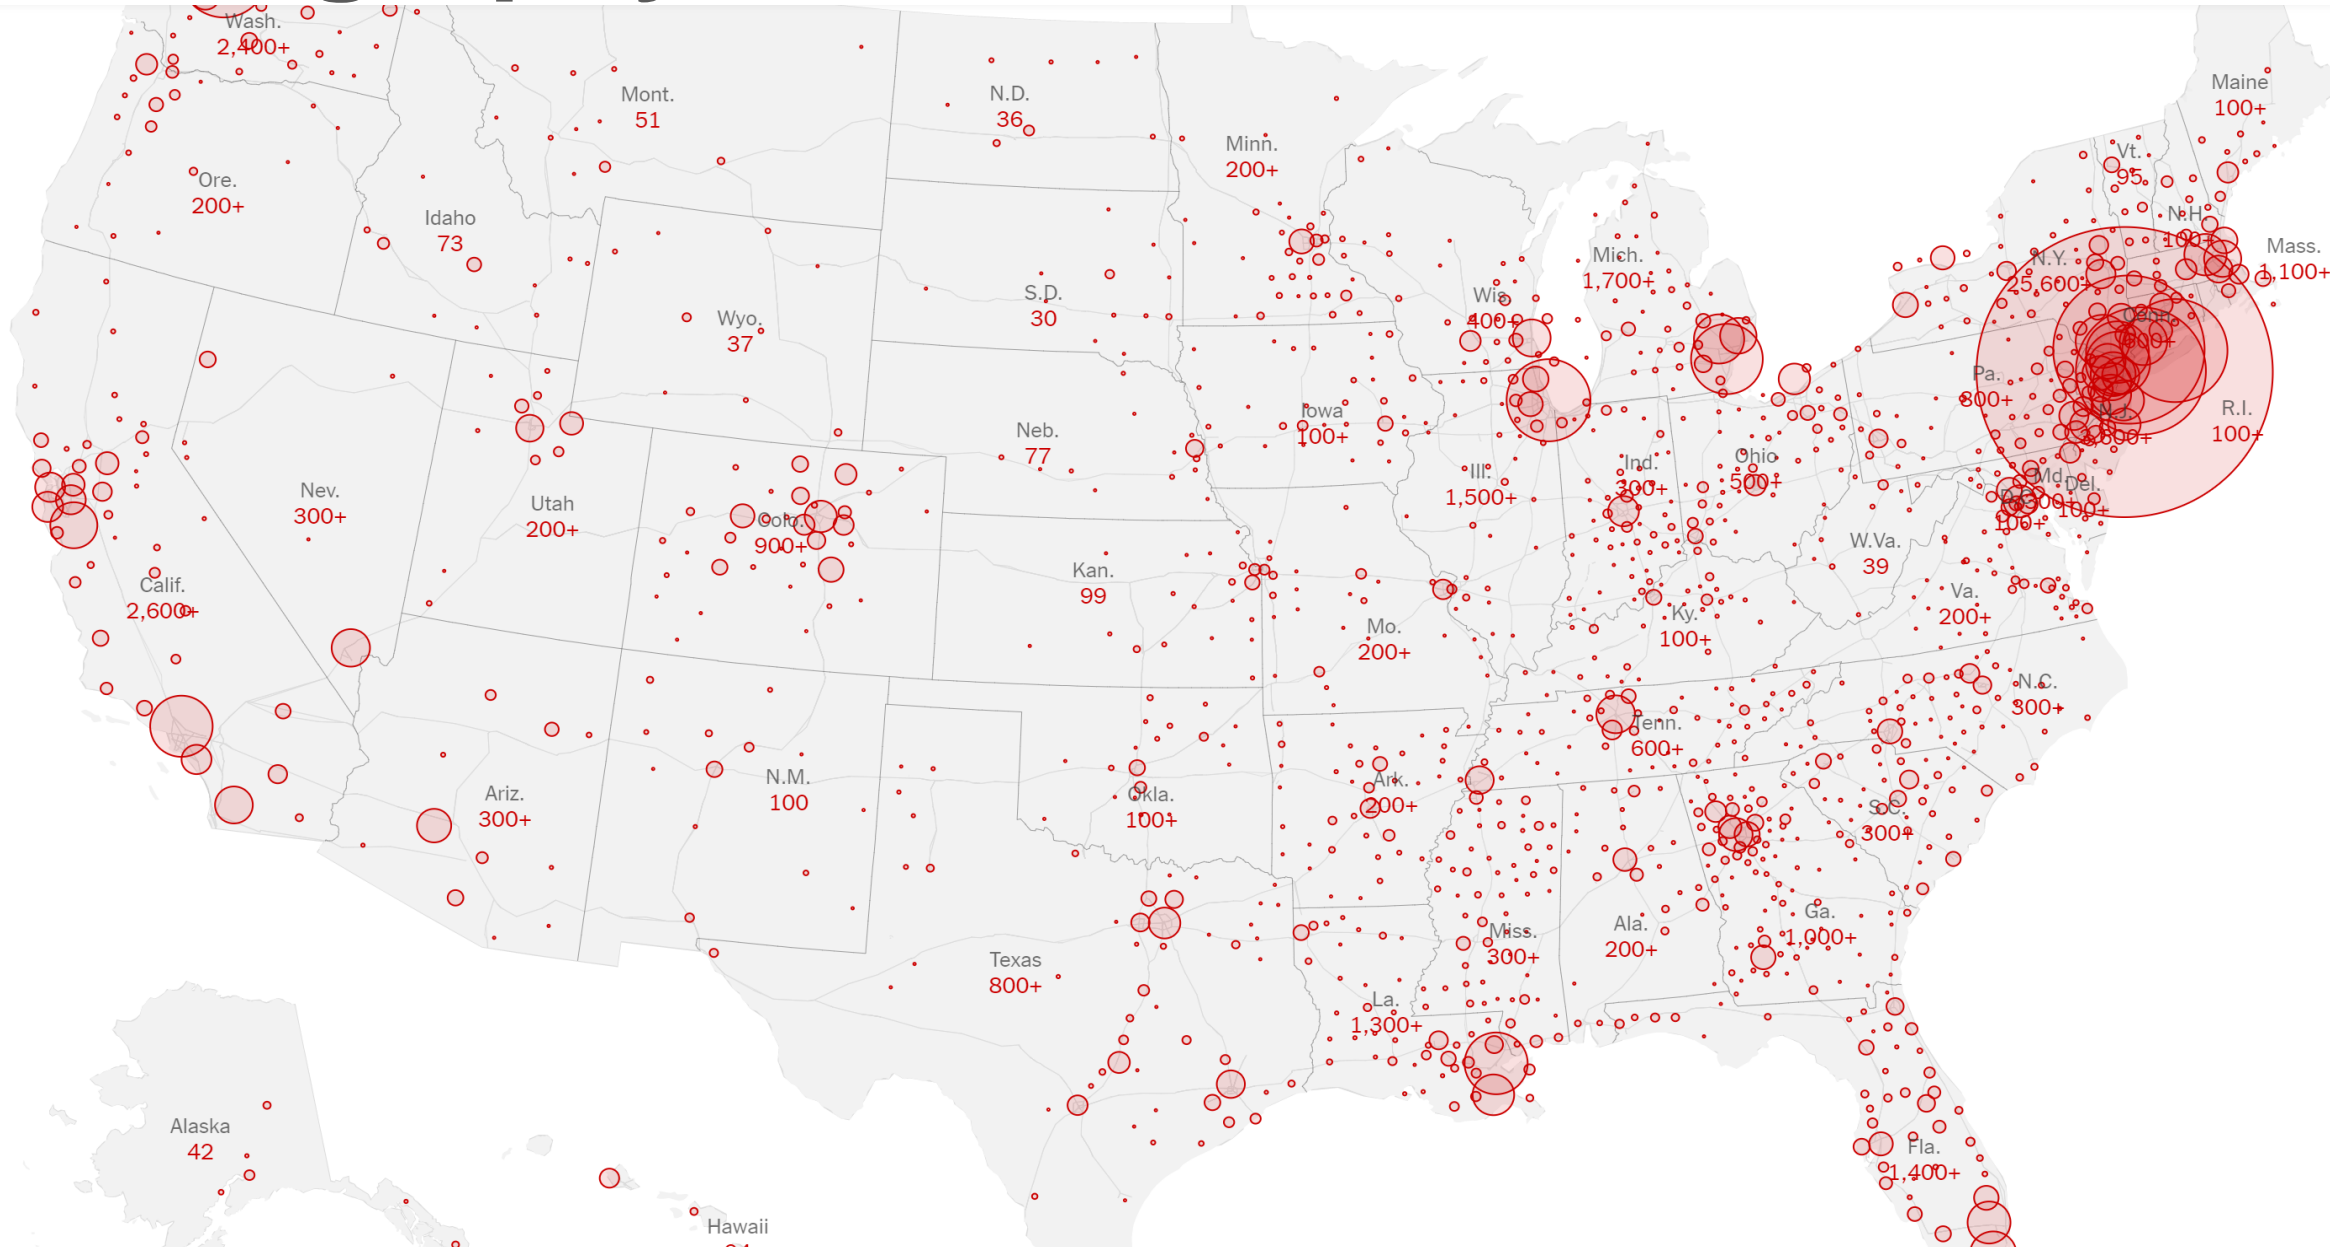 Wash.
2,400+
Mont.
51
N.D.
36
Minn.
200+
Maine
100+
Vt.
95
Ore.
200+
Idaho
73
N.H.
100+
Mass.
1,100+
Mich.
1,700+
N.Y.
25,600+
S.D.
30
Wis.
400+
Wyo.
37
Conn.
Pa.
800+
Iowa
100+
R.I.
100+
N.J.
Neb.
77
Ill.
1,500+
Ind.
300+
Ohio
500+
Md.
Del.
100+
D.C.
100+
Nev.
300+
Utah
200+
Colo.
900+
W.Va.
39
Kan.
99
Calif.
2,600+
Va.
200+
Ky.
100+
Mo.
200+
N.C.
300+
Tenn.
600+
Ariz.
300+
N.M.
100
Okla.
100+
Ark.
200+
S.C.
300+
Miss.
300+
Ala.
200+
Ga.
1,000+
Texas
800+
La.
1,300+
Alaska
42
Fla.
1,400+
Hawaii